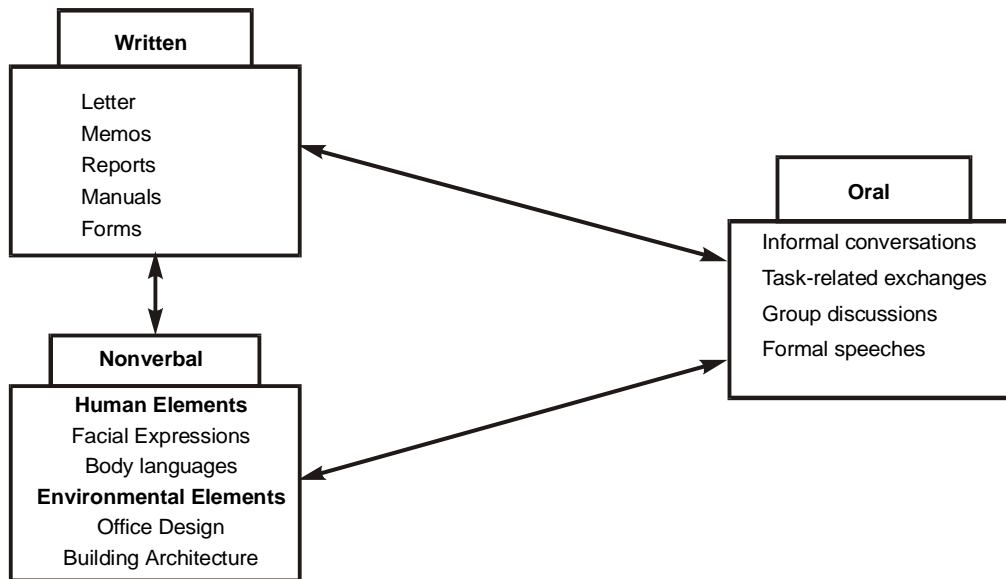 Written
Letter
Memos
Reports
Manuals
Forms
Oral
Informal conversations
Task-related exchanges
Group discussions
Formal speeches
Nonverbal
Human Elements
Facial Expressions
Body languages
Environmental Elements
Office Design
Building Architecture